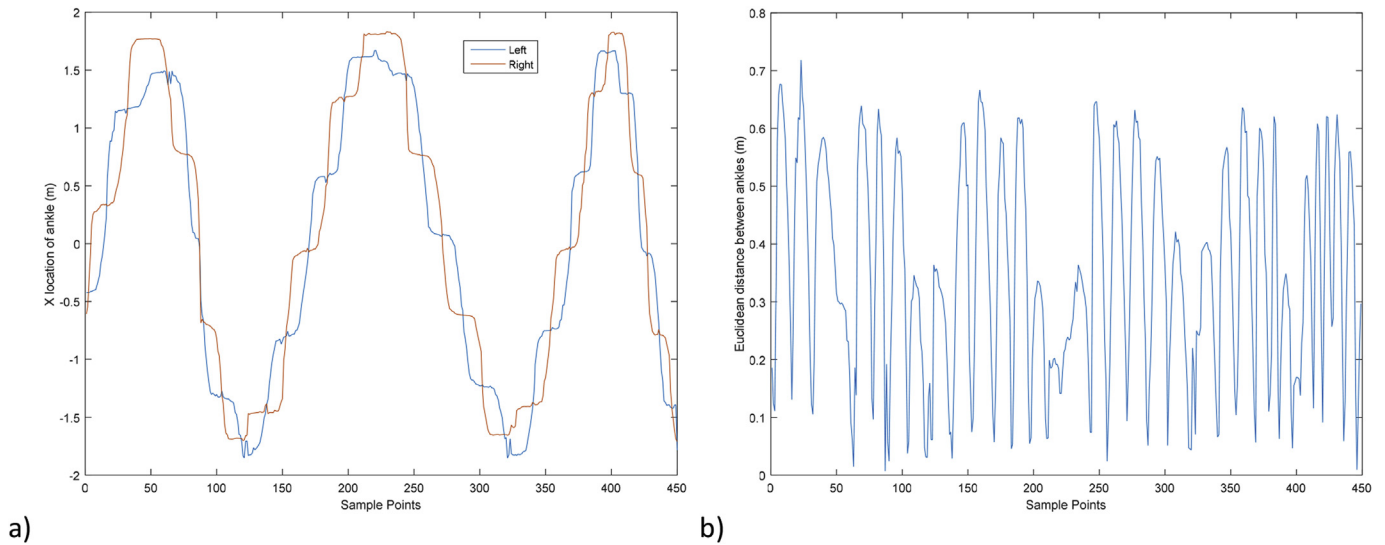 2
1.5
1
0.5
0
-0.5
-1
-1.5
-2
X location of ankle (m)
0 50 100 150 200 250 300 350 400 450
Sample Points
Left
Right
a)
0.8
0.7
0.6
0.5
0.4
0.3
0.2
0.1
0
Euclidean distance between ankles (m)
0 50 100 150 200 250 300 350 400 450
Sample Points
b)